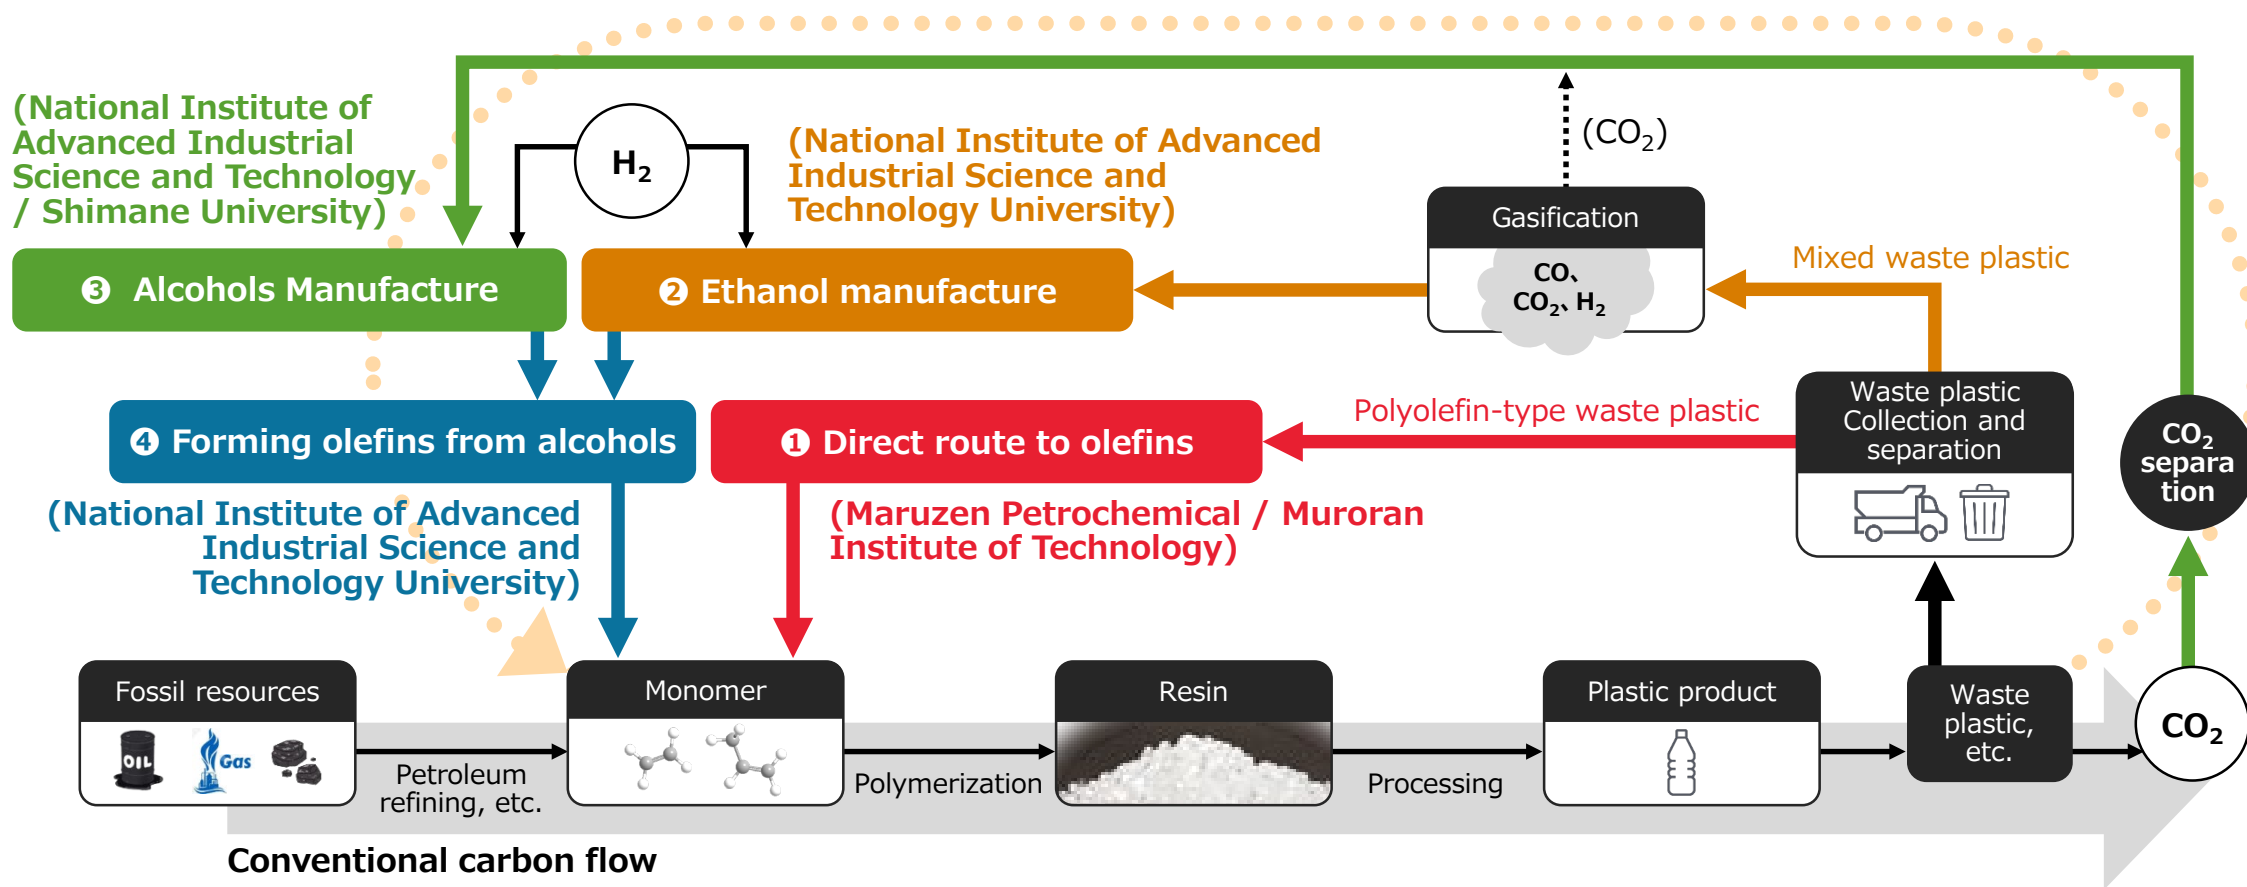 (National Institute of
Advanced Industrial
Science and Technology
/ Shimane University)
H2
(National Institute of Advanced
Industrial Science and
Technology University)
(CO2)
Gasification
CO、
CO2、H2
Mixed waste plastic
❸ Alcohols Manufacture
❷ Ethanol manufacture
Waste plastic
Collection and
separation
CO2
separa
tion
❹ Forming olefins from alcohols
❶ Direct route to olefins
Polyolefin-type waste plastic
(National Institute of Advanced
Industrial Science and
Technology University)
(Maruzen Petrochemical / Muroran
Institute of Technology)
Fossil resources
OIL
Gas
Petroleum
refining, etc.
Monomer
Polymerization
Resin
Processing
Plastic product
Waste
plastic,
etc.
CO2
Conventional carbon flow